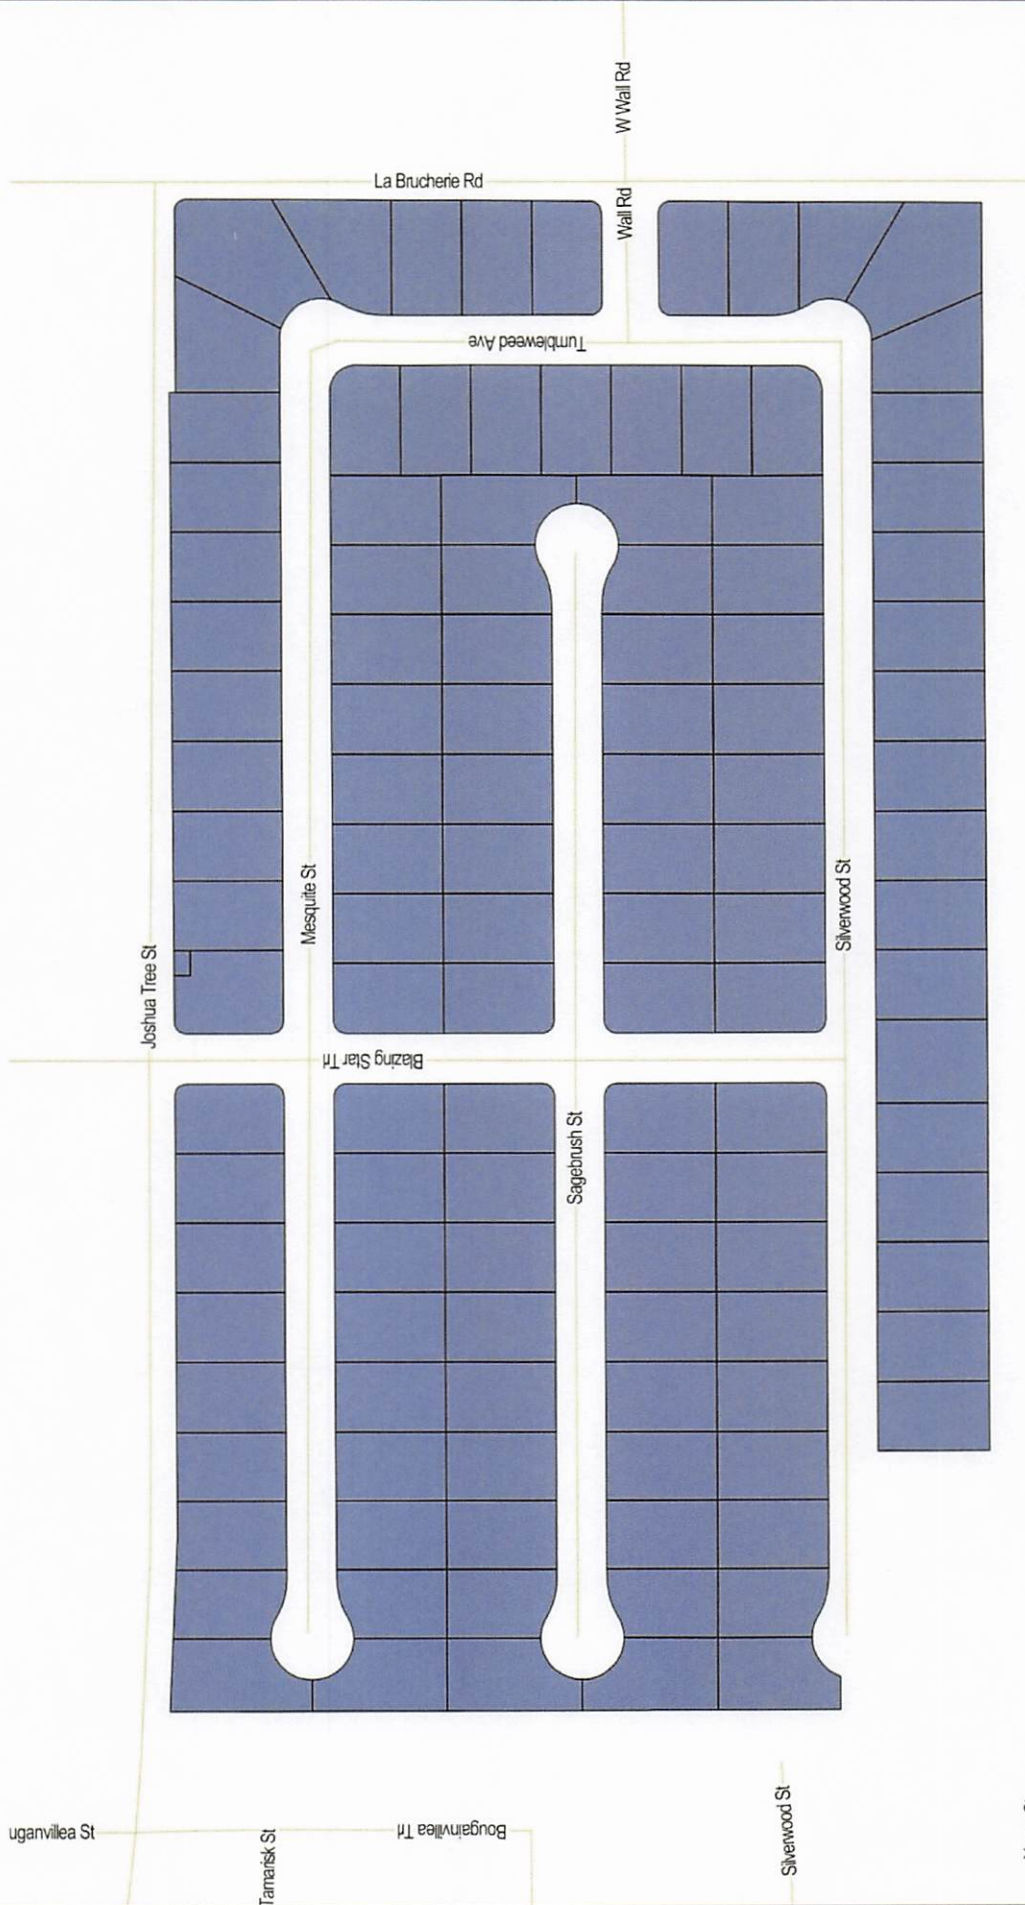 W Wall Rd
La Brucherie Rd
Wall Rd
Tumbleweed Ave
Mesquite St
Silverwood St
Joshua Tree St
Blazing Star Trl
Sagebrush St
Silverwood St
uganvillea St
Bougainvillea Trl
Tamarisk St